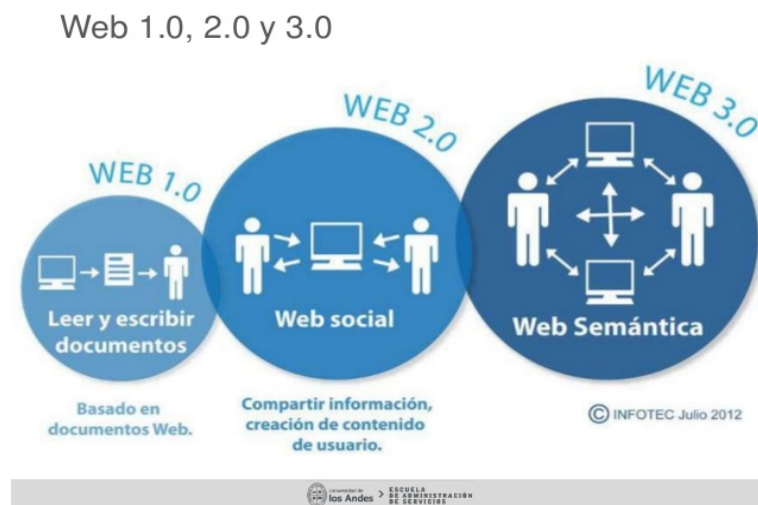 Web 1.0, 2.0 y 3.0
WEB 1.0
WEB 2.0
WEB 3.0
Leer y escribir
documentos
Web social
Web Semántica
Basado en
documentos Web.
Compartir información,
creación de contenido
de usuario.
© INFOTEC Julio 2012
Universidad de
los Andes
>
ESCUELA
DE ADMINISTRACIÓN
DE SERVICIOS